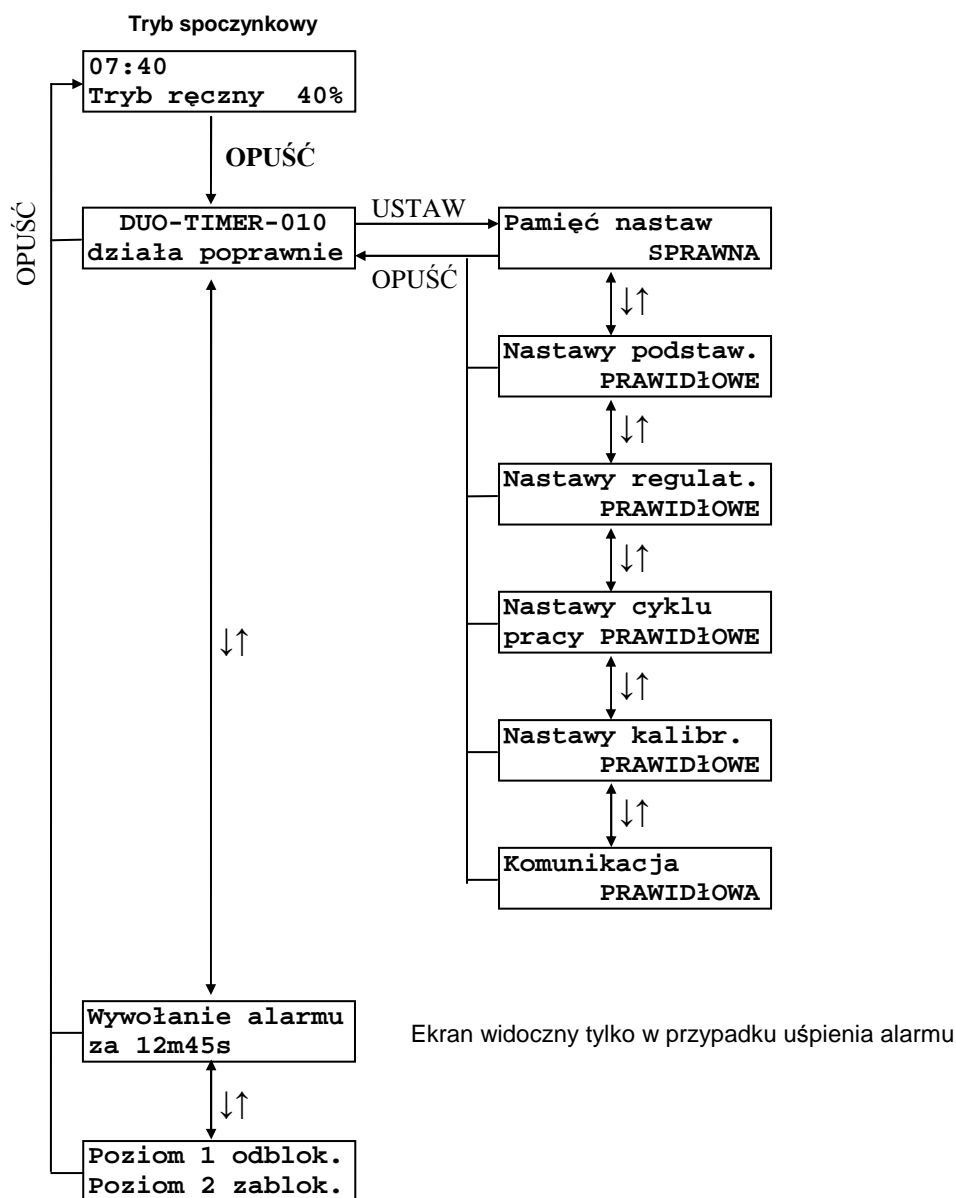 Tryb spoczynkowy
07:40
Tryb ręczny 40%
OPUŚĆ
OPUŚĆ
DUO-TIMER-010
działa poprawnie
USTAW
OPUŚĆ
Pamięć nastaw
SPRAWNA
↓↑
Nastawy podstaw.
PRAWIDłOWE
↓↑
Nastawy regulat.
PRAWIDłOWE
↓↑
Nastawy cyklu
pracy PRAWIDłOWE
↓↑
↓↑
Nastawy kalibr.
PRAWIDłOWE
↓↑
Komunikacja
PRAWIDłOWA
Wywołanie alarmu
za 12m45s
Ekran widoczny tylko w przypadku uśpienia alarmu
↓↑
Poziom 1 odblok.
Poziom 2 zablok.